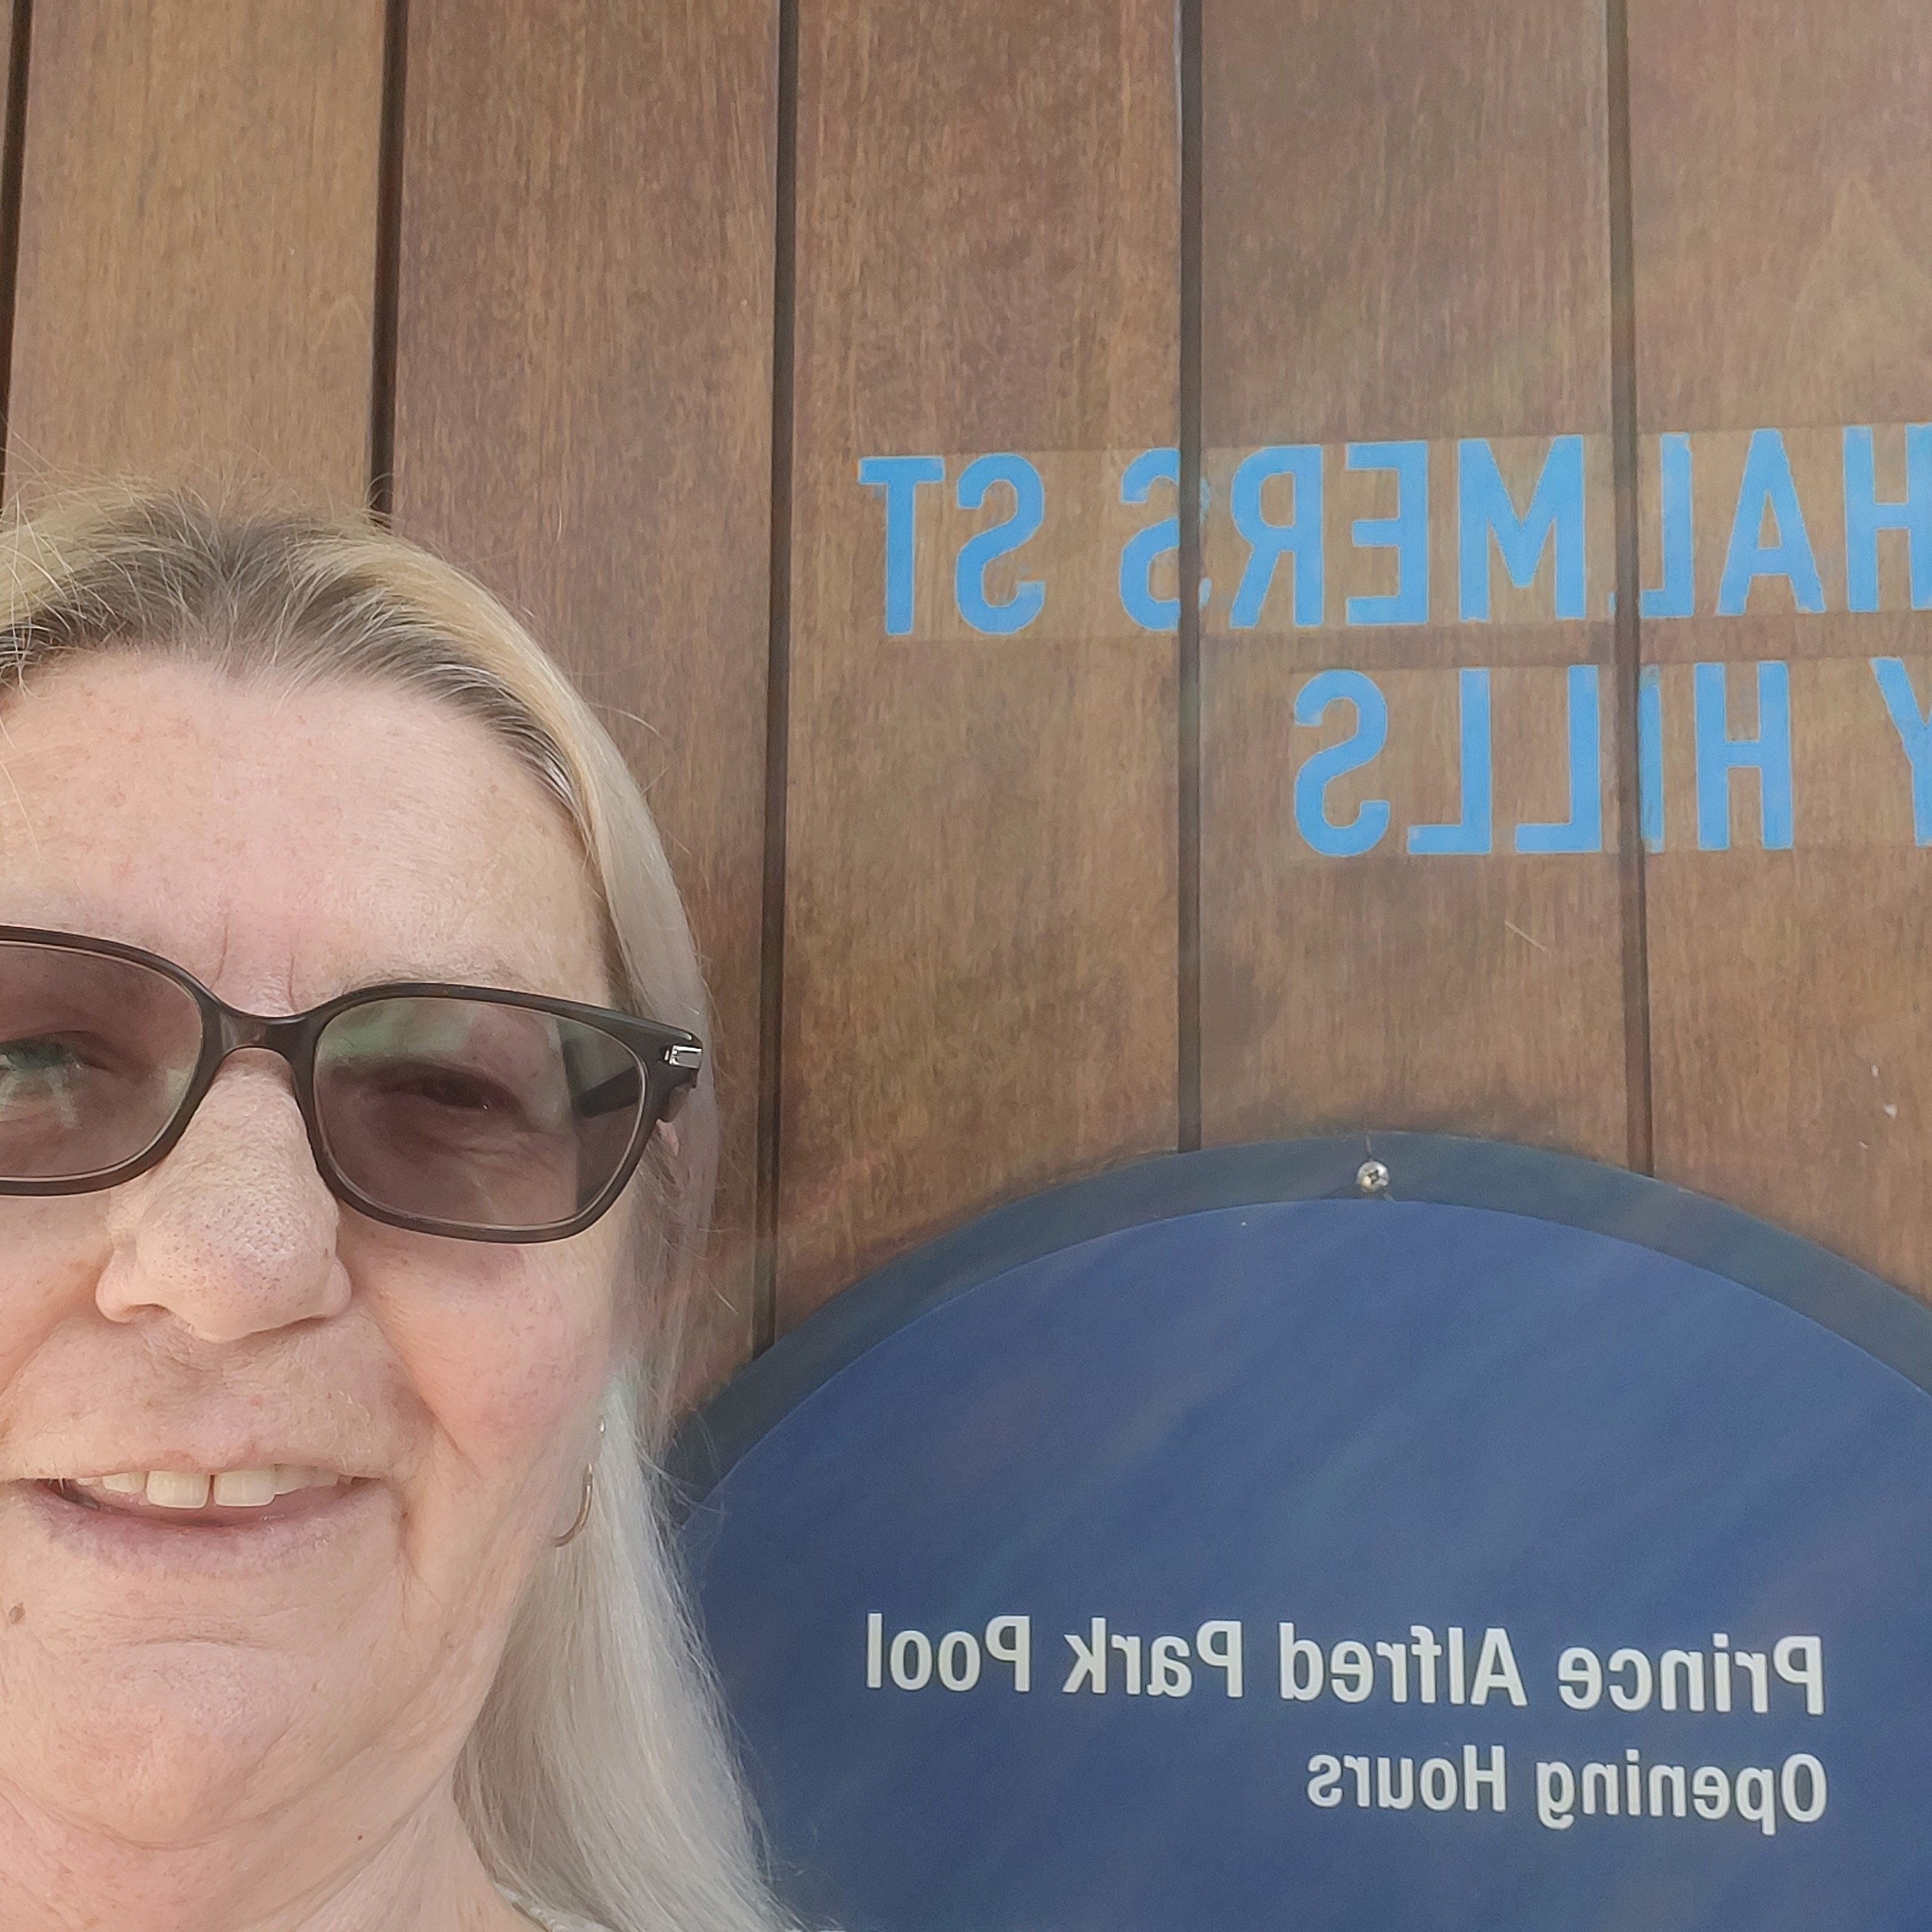 HALMERS ST
Y HILLS
Prince Alfred Park Pool
Opening Hours